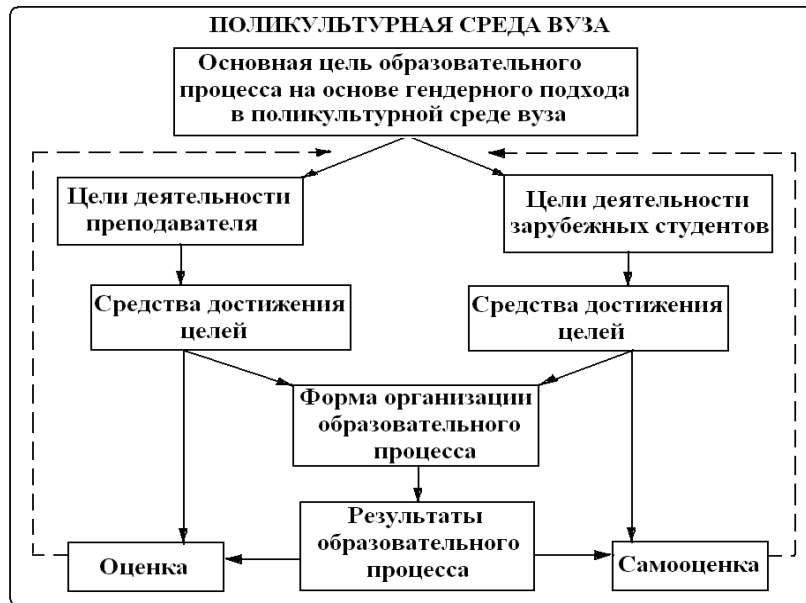 ПОЛИКУЛЬТУРНАЯ СРЕДА ВУЗА
Основная цель образовательного
процесса на основе гендерного подхода
в поликультурной среде вуза
Цели деятельности
преподавателя
Цели деятельности
зарубежных студентов
Средства достижения
целей
Средства достижения
целей
Форма организации
образовательного
процесса
Результаты
образовательного
процесса
Оценка
Самооценка